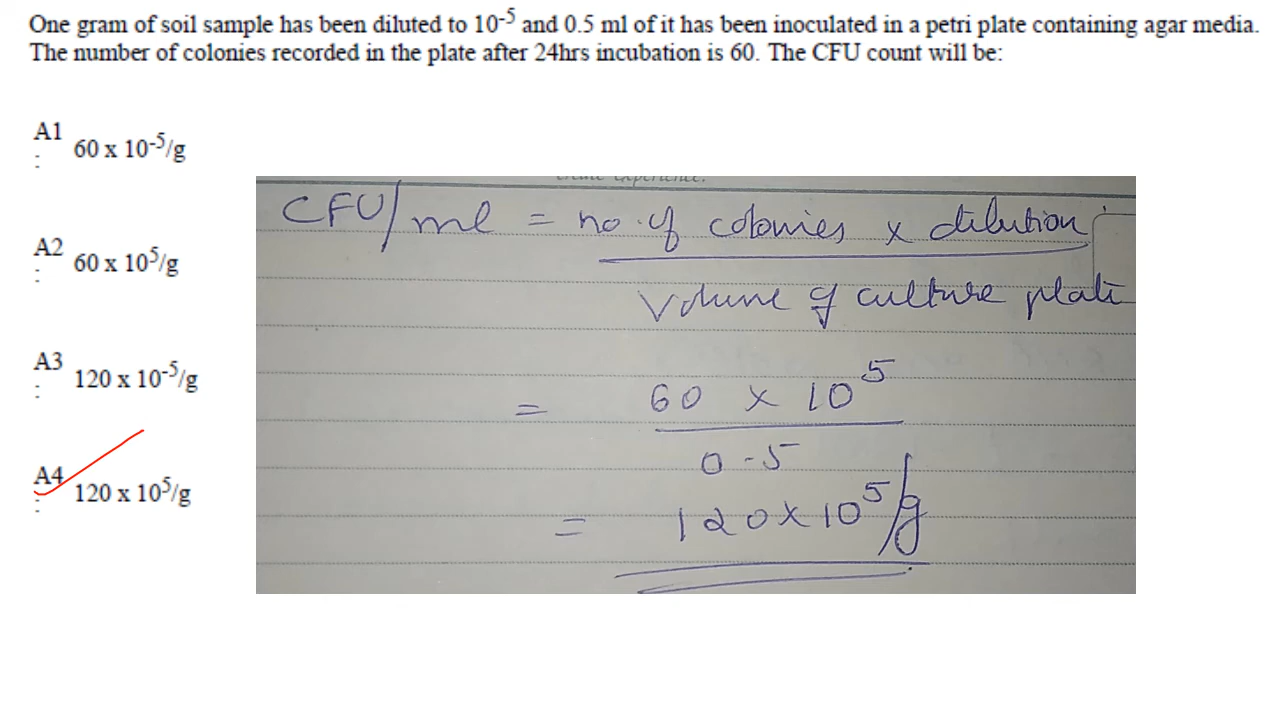 One gram of soil sample has been diluted to 10⁻⁵ and 0.5 ml of it has been inoculated in a petri plate containing agar media.
The number of colonies recorded in the plate after 24hrs incubation is 60. The CFU count will be:
A1
:
60 x 10⁻⁵/g
A2
:
60 x 10⁵/g
A3
:
120 x 10⁻⁵/g
A4
:
120 x 10⁵/g
CFU/ml = no. of colonies x dilution
volume of culture plate
= 60 x 10⁵
0.5
= 120 x 10⁵/g